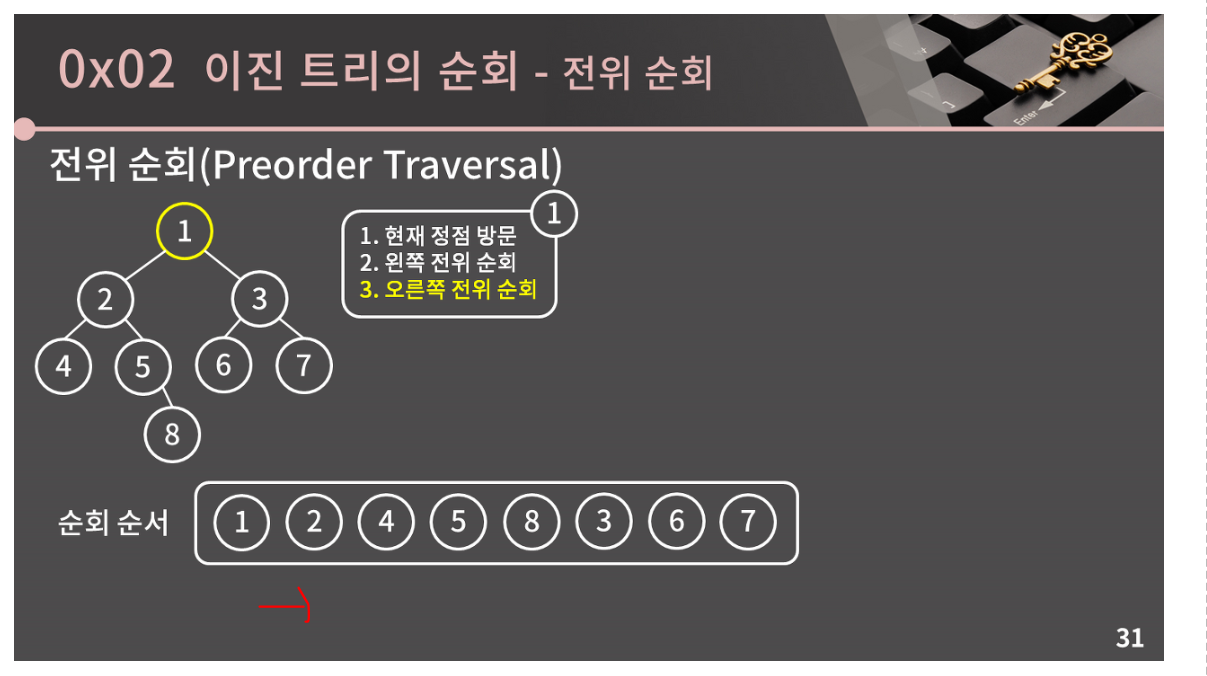 0x02 이진 트리의 순회 - 전위 순회
Enter
전위 순회(Preorder Traversal)
1
1
1. 현재 정점 방문
2. 왼쪽 전위 순회
3. 오른쪽 전위 순회
2 3
4 5 6 7
8
순회 순서 1 2 4 5 8 3 6 7
31